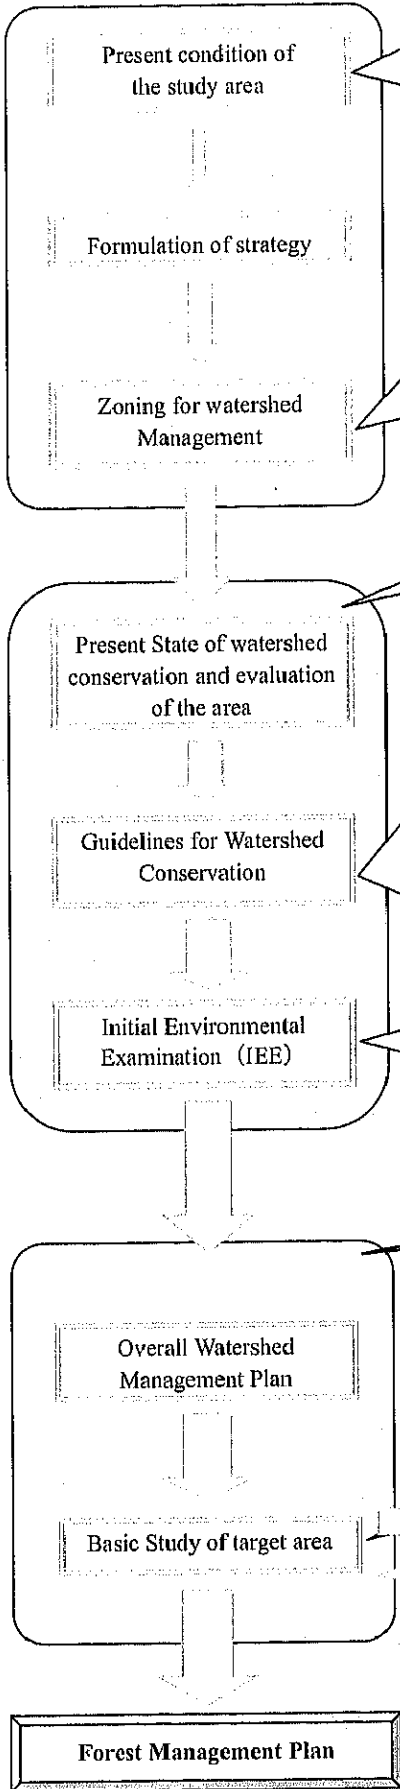 Present condition of
the study area
Formulation of strategy
Zoning for watershed
Management
Present State of watershed
conservation and evaluation
of the area
Guidelines for Watershed
Conservation
Initial Environmental
Examination (IEE)
Overall Watershed
Management Plan
Basic Study of target area
Forest Management Plan